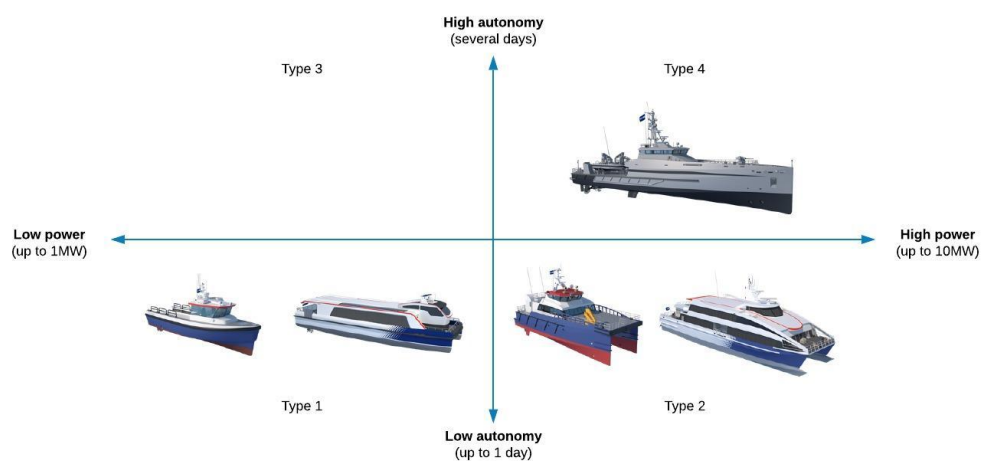 High autonomy
(several days)
Type 3
Type 4
Low power
(up to 1MW)
High power
(up to 10MW)
Type 1
Type 2
Low autonomy
(up to 1 day)